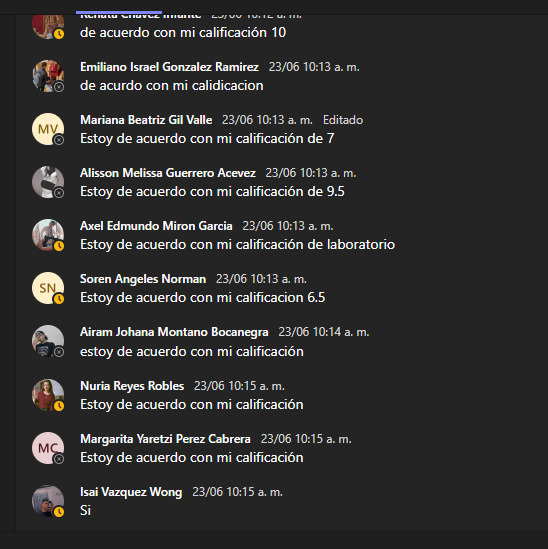 Renata Chavez Infante 23/06 10:12 a. m.
de acuerdo con mi calificación 10
Emiliano Israel Gonzalez Ramirez 23/06 10:13 a. m.
de acurdo con mi calidicacion
MV
Mariana Beatriz Gil Valle 23/06 10:13 a. m. Editado
Estoy de acuerdo con mi calificación de 7
Alisson Melissa Guerrero Acevez 23/06 10:13 a. m.
Estoy de acuerdo con mi calificación de 9.5
Axel Edmundo Miron Garcia 23/06 10:13 a. m.
Estoy de acuerdo con mi calificación de laboratorio
SN
Soren Angeles Norman 23/06 10:13 a. m.
Estoy de acuerdo con mi calificacion 6.5
Airam Johana Montano Bocanegra 23/06 10:14 a. m.
estoy de acuerdo con mi calificación
Nuria Reyes Robles 23/06 10:15 a. m.
Estoy de acuerdo con mi calificación
MC
Margarita Yaretzi Perez Cabrera 23/06 10:15 a. m.
Estoy de acuerdo con mi calificación
Isai Vazquez Wong 23/06 10:15 a. m.
Si